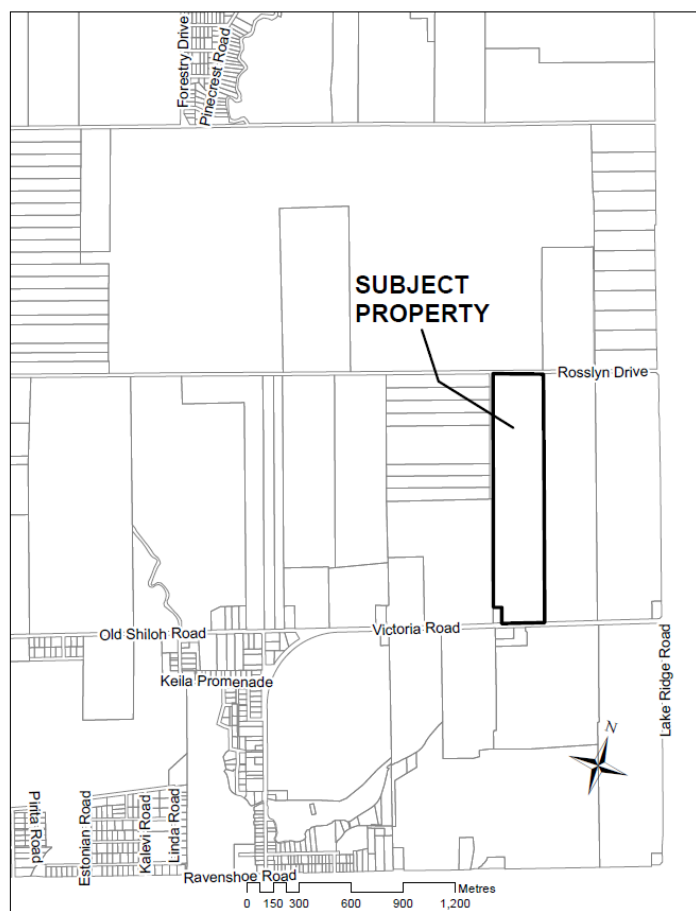 Forestry Drive
Pinecrest Road
SUBJECT
PROPERTY
Rosslyn Drive
Old Shiloh Road
Victoria Road
Keila Promenade
Lake Ridge Road
N
Pirita Road
Estonian Road
Kalevi Road
Linda Road
Ravenshoe Road
Metres
0 150 300 600 900 1,200